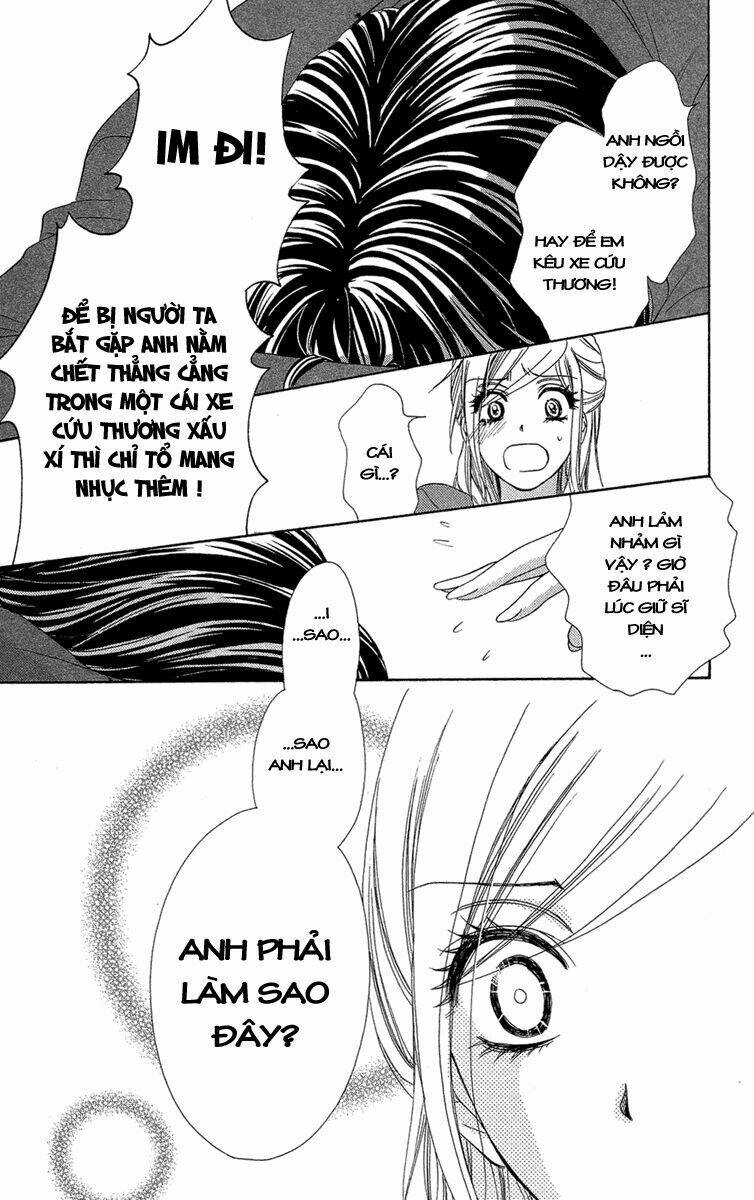 ANH NGỒI
DẬY ĐƯỢC
KHÔNG?
HAY ĐỂ EM
KÊU XE CỨU
THƯƠNG!
IM ĐI!
ĐỂ BỊ NGƯỜI TA
BẮT GẶP ANH NẰM
CHẾT THẲNG CẲNG
TRONG MỘT CÁI XE
CỨU THƯƠNG XẤU
XÍ THÌ CHỈ TỔ MANG
NHỤC THÊM !
CÁI
GÌ...?
ANH LẢM
NHẢM GÌ
VẬY ? GIỜ
ĐÂU PHẢI
LÚC GIỮ SĨ
DIỆN
...
...I
...SAO...
...SAO
ANH LẠI...
ANH PHẢI
LÀM SAO
ĐÂY?